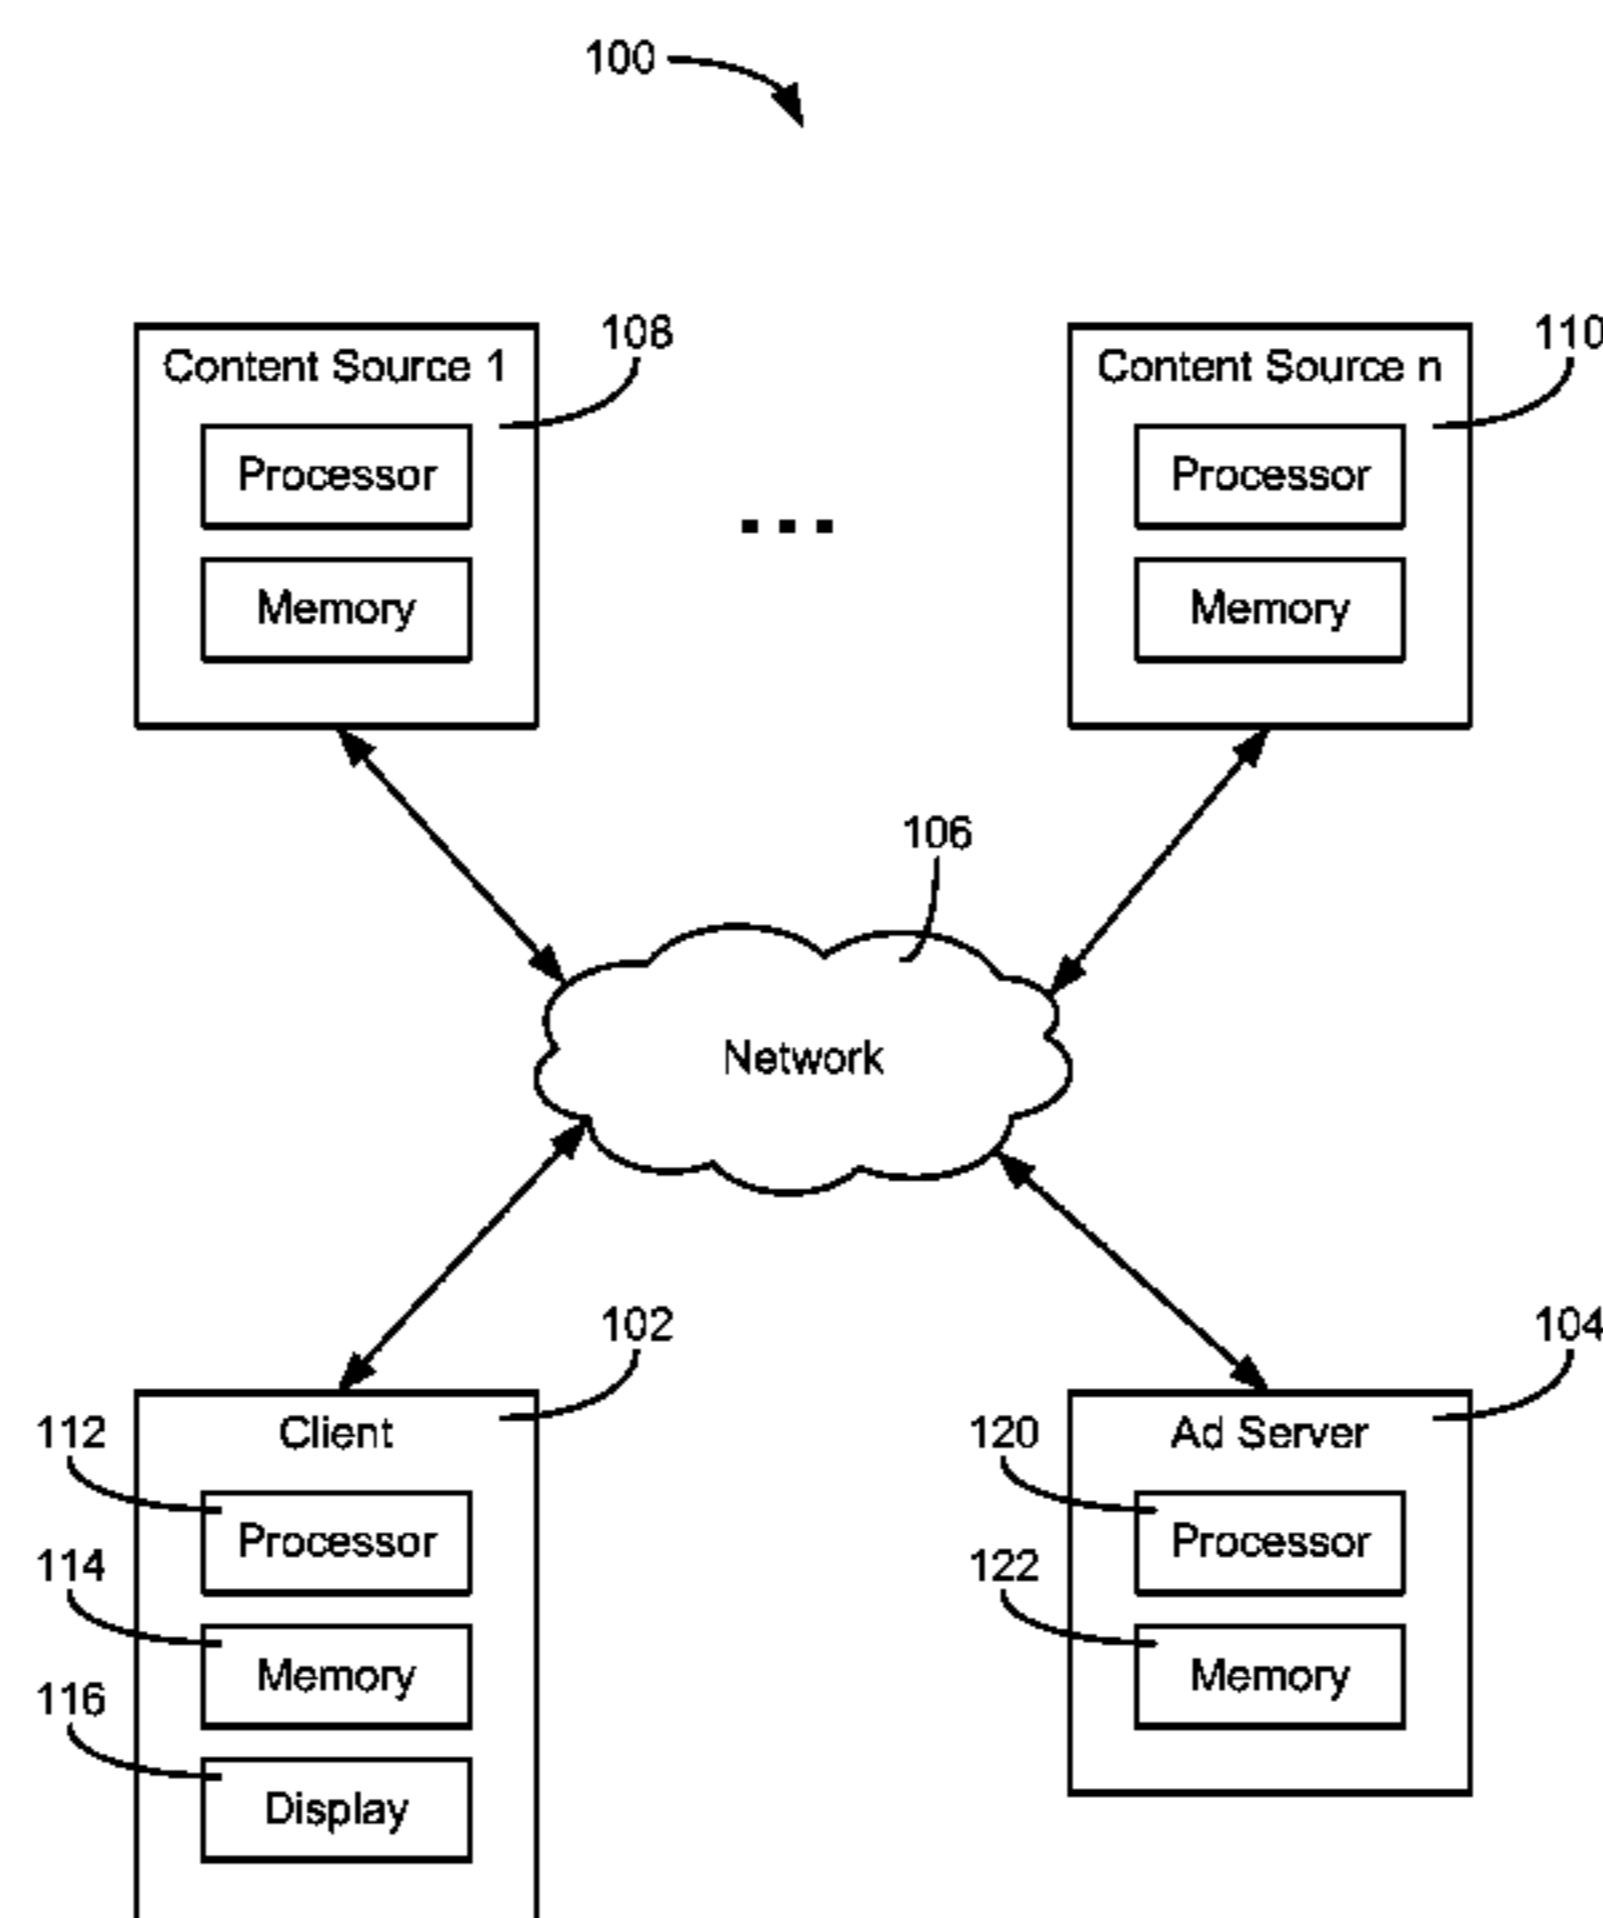 100
108
110
Content Source 1
Content Source n
Processor
Processor
...
Memory
Memory
106
Network
102
104
112
Client
120
Ad Server
Processor
Processor
114
122
Memory
Memory
116
Display